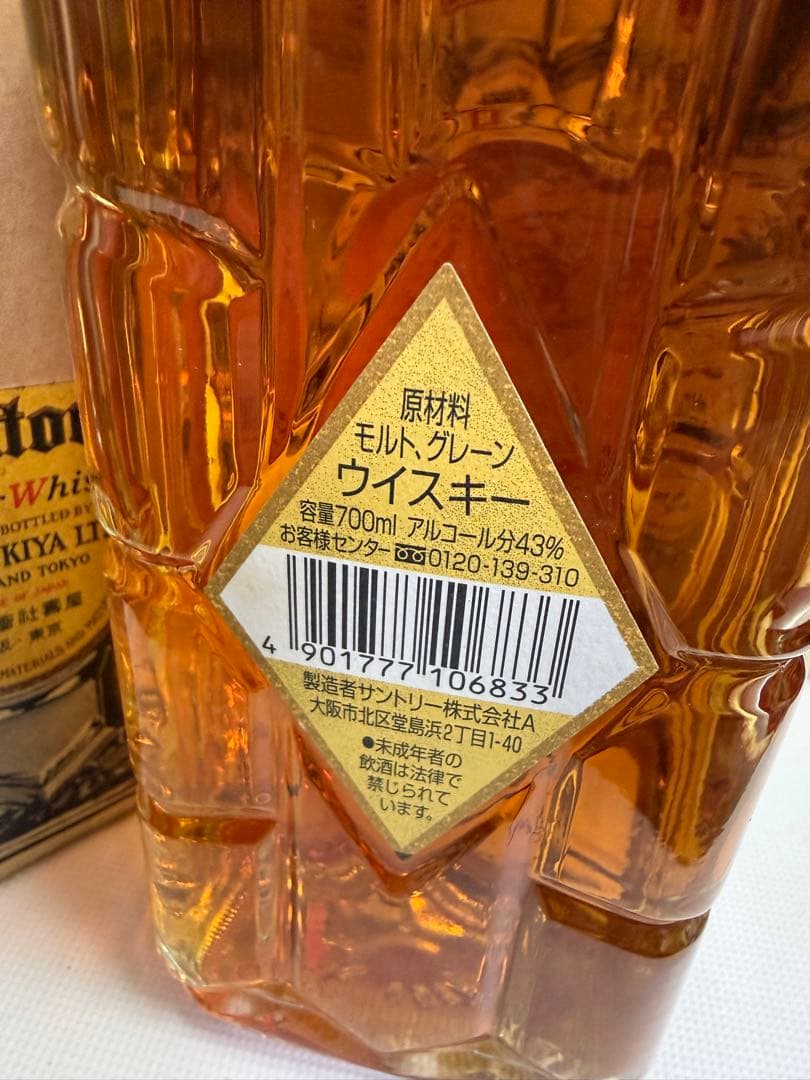 原材料
モルト、グレーン
ウイスキー
容量700ml アルコール分43%
お客様センター 0120-139-310
4 901777 106833
製造者サントリー株式会社A
大阪市北区堂島浜2丁目1-40
●未成年者の
飲酒は法律で
禁じられて
います。
BOTTLED BY
AND TOKYO
東京